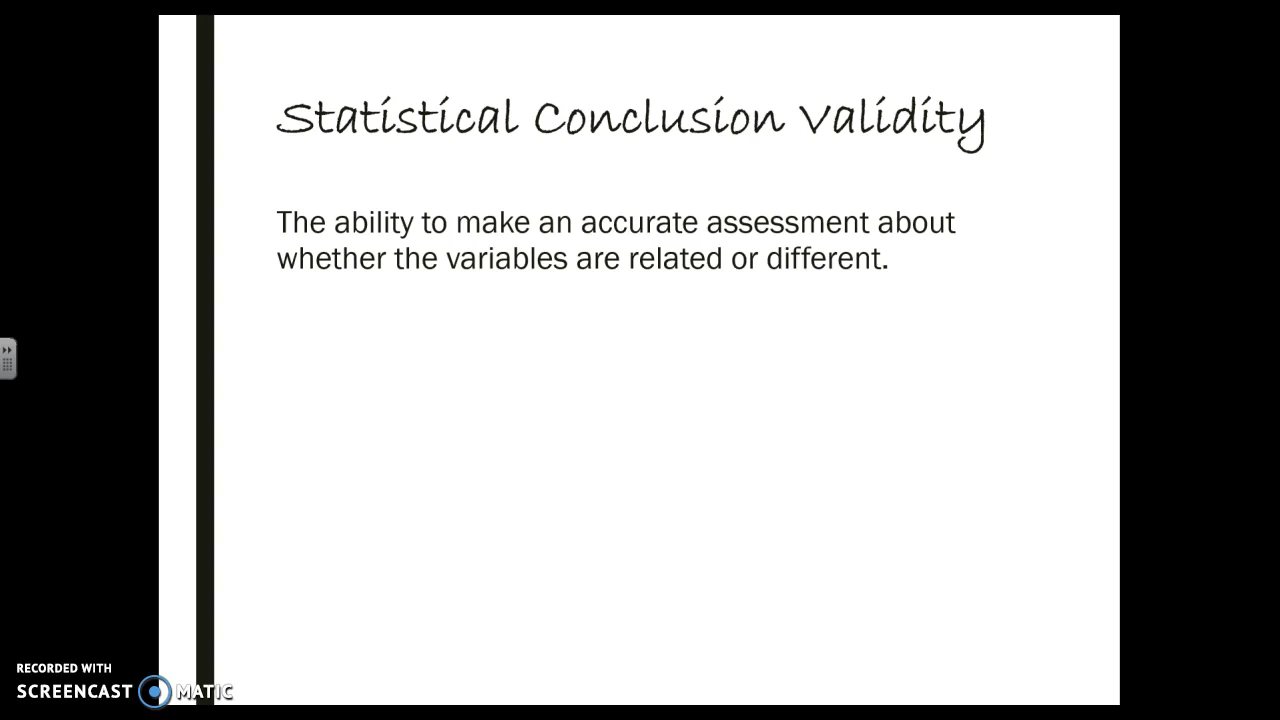 Statistical Conclusion Validity
The ability to make an accurate assessment about
whether the variables are related or different.
RECORDED WITH
SCREENCAST MATIC